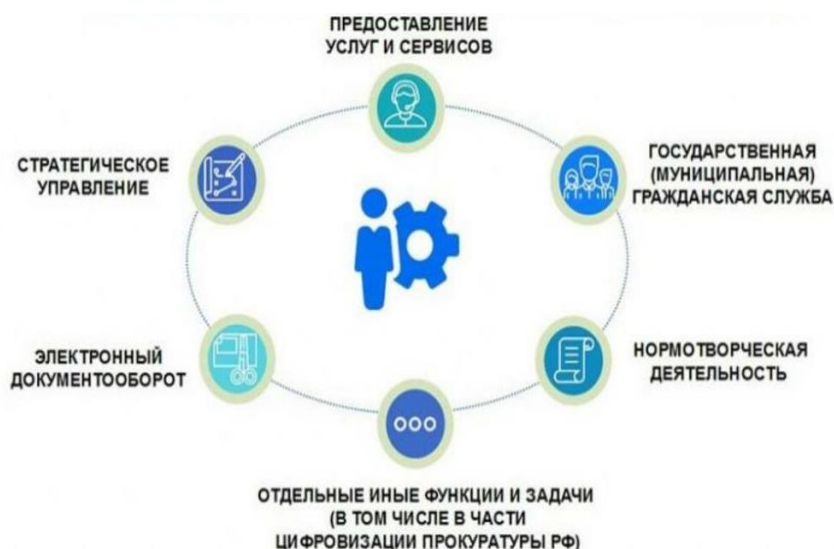 ПРЕДОСТАВЛЕНИЕ
УСЛУГ И СЕРВИСОВ
СТРАТЕГИЧЕСКОЕ
УПРАВЛЕНИЕ
ГОСУДАРСТВЕННАЯ
(МУНИЦИПАЛЬНАЯ)
ГРАЖДАНСКАЯ СЛУЖБА
ЭЛЕКТРОННЫЙ
ДОКУМЕНТООБОРОТ
НОРМОТВОРЧЕСКАЯ
ДЕЯТЕЛЬНОСТЬ
ОТДЕЛЬНЫЕ ИНЫЕ ФУНКЦИИ И ЗАДАЧИ
(В ТОМ ЧИСЛЕ В ЧАСТИ
ЦИФРОВИЗАЦИИ ПРОКУРАТУРЫ РФ)